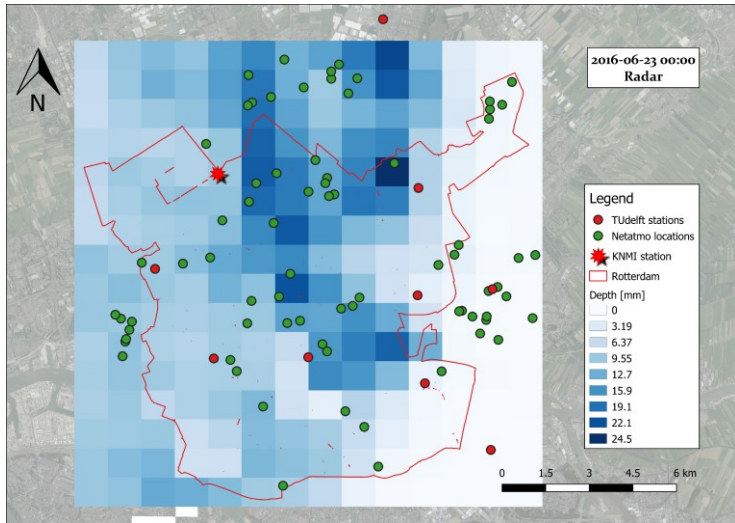 2016-06-23 00:00
Radar
N
Legend
TUdelft stations
Netatmo locations
KNMI station
Rotterdam
Depth [mm]
0
3.19
6.37
9.55
12.7
15.9
19.1
22.1
24.5
0 1.5 3 4.5 6 km